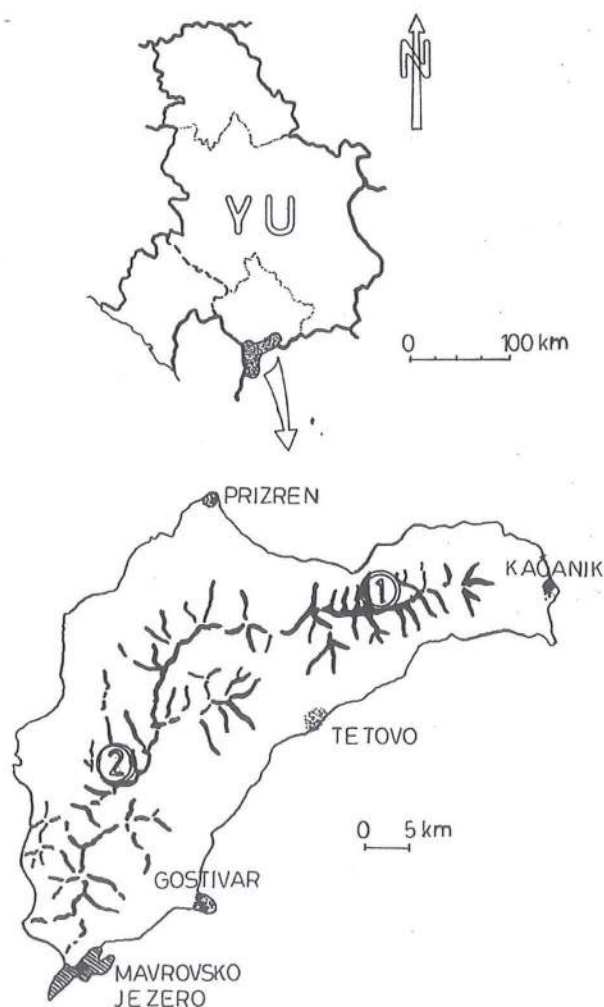 N
YU
0 100 km
PRIZREN
KAČANIK
1
TETOVO
2
0 5 km
GOSTIVAR
MAVROVSKO
JEZERO